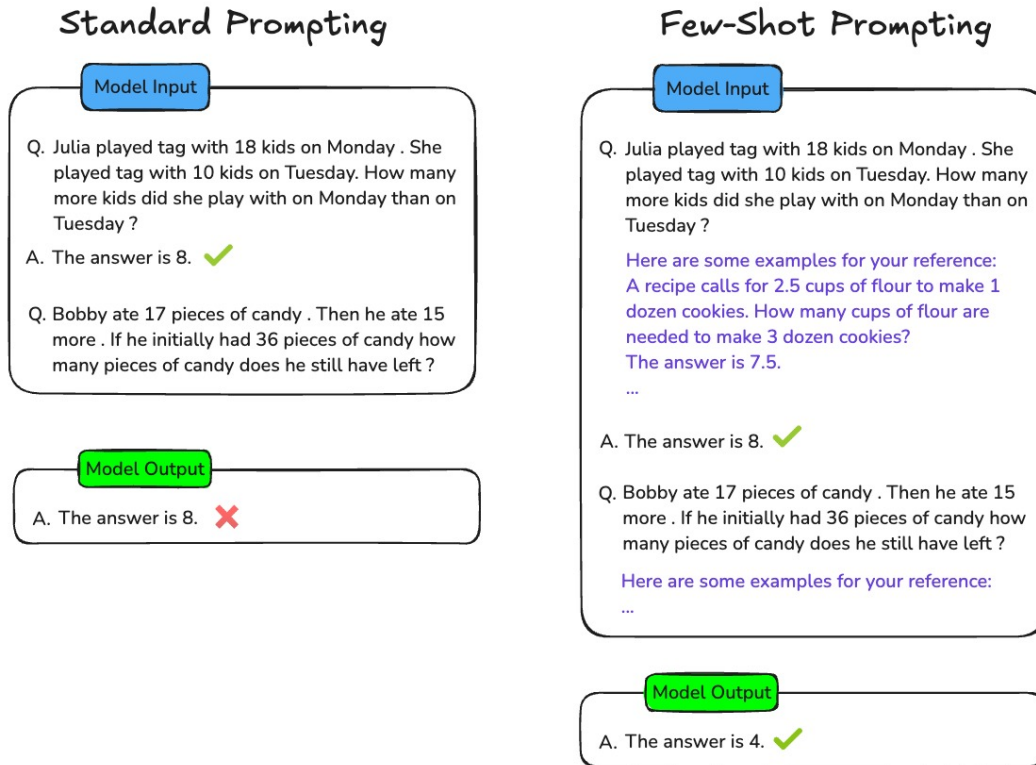 Standard Prompting
Model Input
Q. Julia played tag with 18 kids on Monday . She
played tag with 10 kids on Tuesday. How many
more kids did she play with on Monday than on
Tuesday ?
A. The answer is 8.
Q. Bobby ate 17 pieces of candy . Then he ate 15
more . If he initially had 36 pieces of candy how
many pieces of candy does he still have left ?
Model Output
A. The answer is 8.
Few-Shot Prompting
Model Input
Q. Julia played tag with 18 kids on Monday . She
played tag with 10 kids on Tuesday. How many
more kids did she play with on Monday than on
Tuesday ?
Here are some examples for your reference:
A recipe calls for 2.5 cups of flour to make 1
dozen cookies. How many cups of flour are
needed to make 3 dozen cookies?
The answer is 7.5.
...
A. The answer is 8.
Q. Bobby ate 17 pieces of candy . Then he ate 15
more . If he initially had 36 pieces of candy how
many pieces of candy does he still have left ?
Here are some examples for your reference:
...
Model Output
A. The answer is 4.